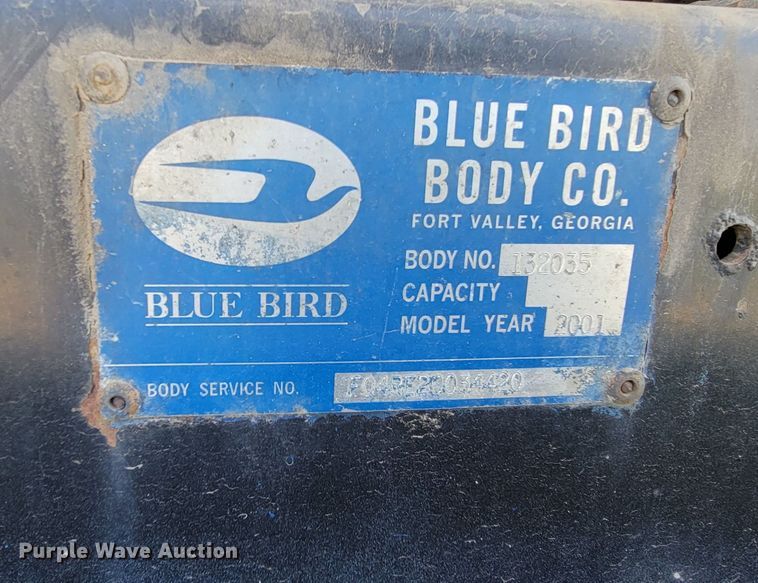 BLUE BIRD
BODY CO.
FORT VALLEY, GEORGIA
BODY NO. 132035
CAPACITY
MODEL YEAR 2001
BLUE BIRD
BODY SERVICE NO.
Purple Wave Auction